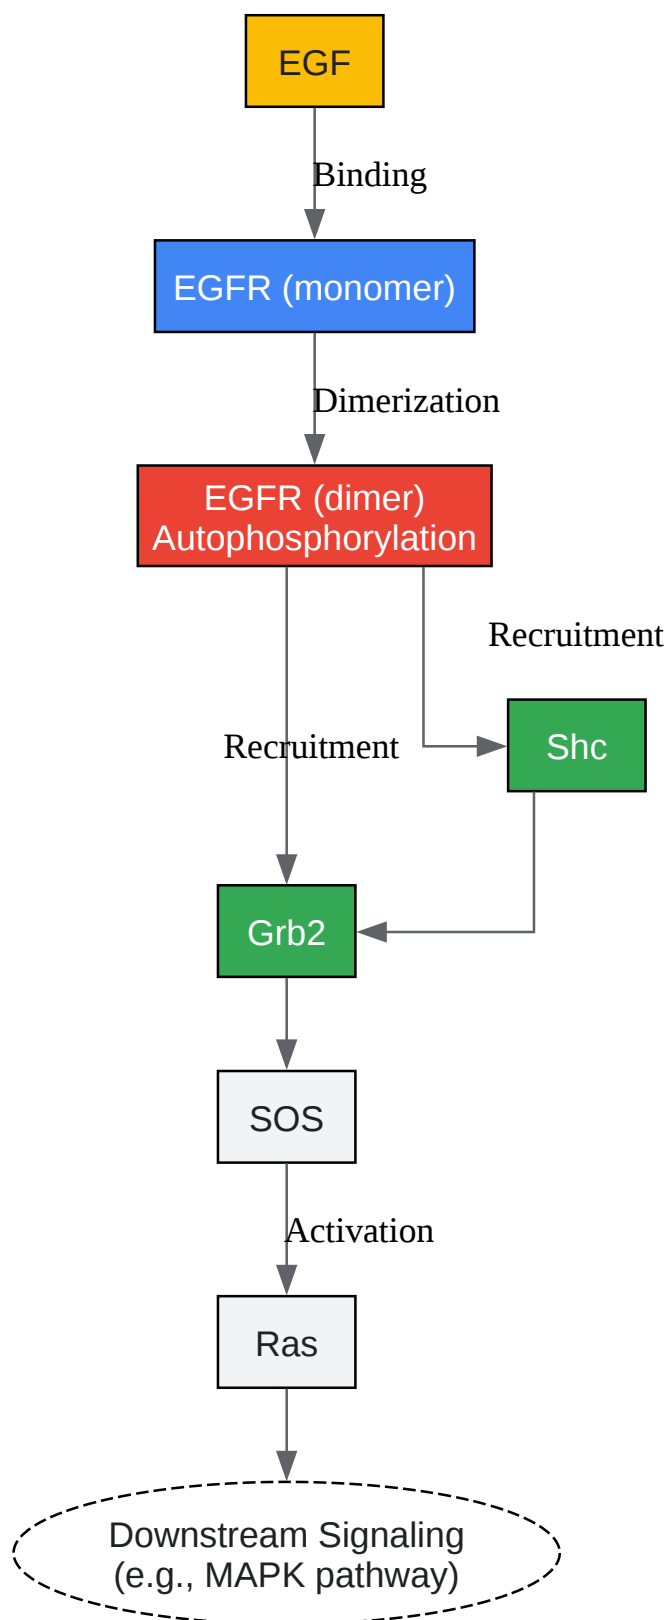 EGF
Binding
EGFR (monomer)
Dimerization
EGFR (dimer)
Autophosphorylation
Recruitment
Recruitment
Shc
Grb2
SOS
Activation
Ras
Downstream Signaling
(e.g., MAPK pathway)